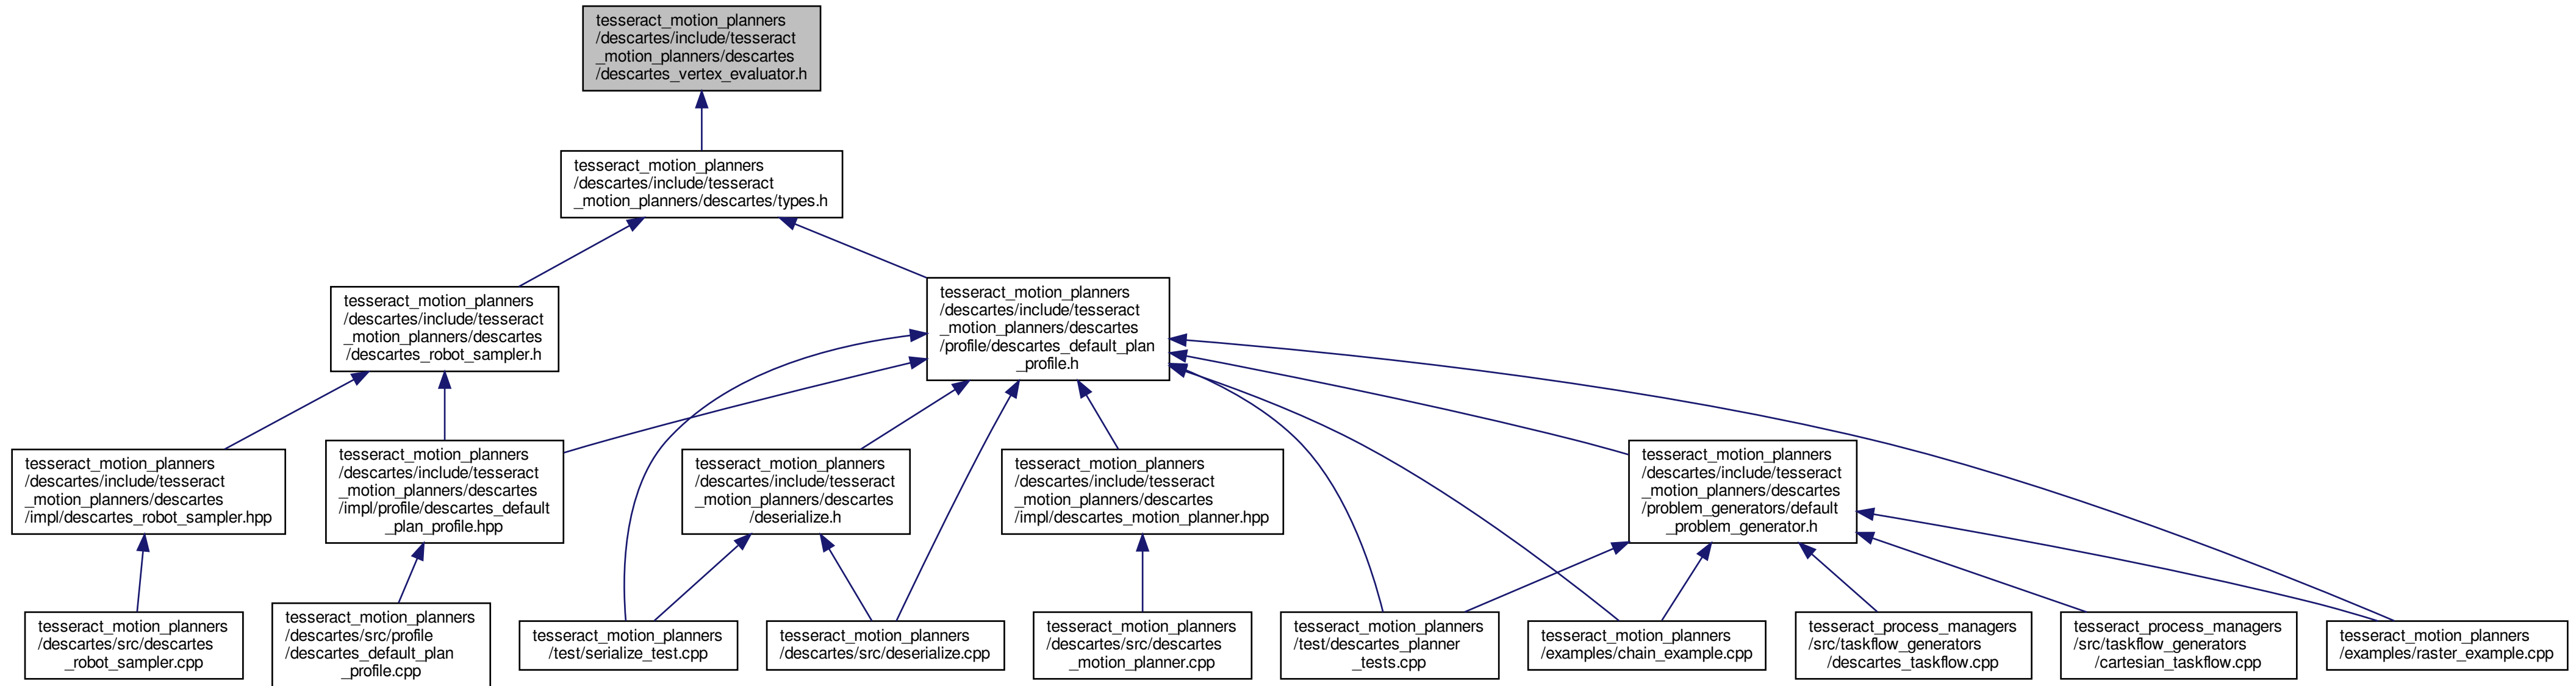 tesseract_motion_planners
/descartes/include/tesseract
_motion_planners/descartes
/descartes_vertex_evaluator.h
tesseract_motion_planners
/descartes/include/tesseract
_motion_planners/descartes/types.h
tesseract_motion_planners
/descartes/include/tesseract
_motion_planners/descartes
/descartes_robot_sampler.h
tesseract_motion_planners
/descartes/include/tesseract
_motion_planners/descartes
/profile/descartes_default_plan
_profile.h
tesseract_motion_planners
/descartes/include/tesseract
_motion_planners/descartes
/impl/descartes_robot_sampler.hpp
tesseract_motion_planners
/descartes/include/tesseract
_motion_planners/descartes
/impl/profile/descartes_default
_plan_profile.hpp
tesseract_motion_planners
/descartes/include/tesseract
_motion_planners/descartes
/deserialize.h
tesseract_motion_planners
/descartes/include/tesseract
_motion_planners/descartes
/impl/descartes_motion_planner.hpp
tesseract_motion_planners
/descartes/include/tesseract
_motion_planners/descartes
/problem_generators/default
_problem_generator.h
tesseract_motion_planners
/descartes/src/descartes
_robot_sampler.cpp
tesseract_motion_planners
/descartes/src/profile
/descartes_default_plan
_profile.cpp
tesseract_motion_planners
/test/serialize_test.cpp
tesseract_motion_planners
/descartes/src/deserialize.cpp
tesseract_motion_planners
/descartes/src/descartes
_motion_planner.cpp
tesseract_motion_planners
/test/descartes_planner
_tests.cpp
tesseract_motion_planners
/examples/chain_example.cpp
tesseract_process_managers
/src/taskflow_generators
/descartes_taskflow.cpp
tesseract_process_managers
/src/taskflow_generators
/cartesian_taskflow.cpp
tesseract_motion_planners
/examples/raster_example.cpp